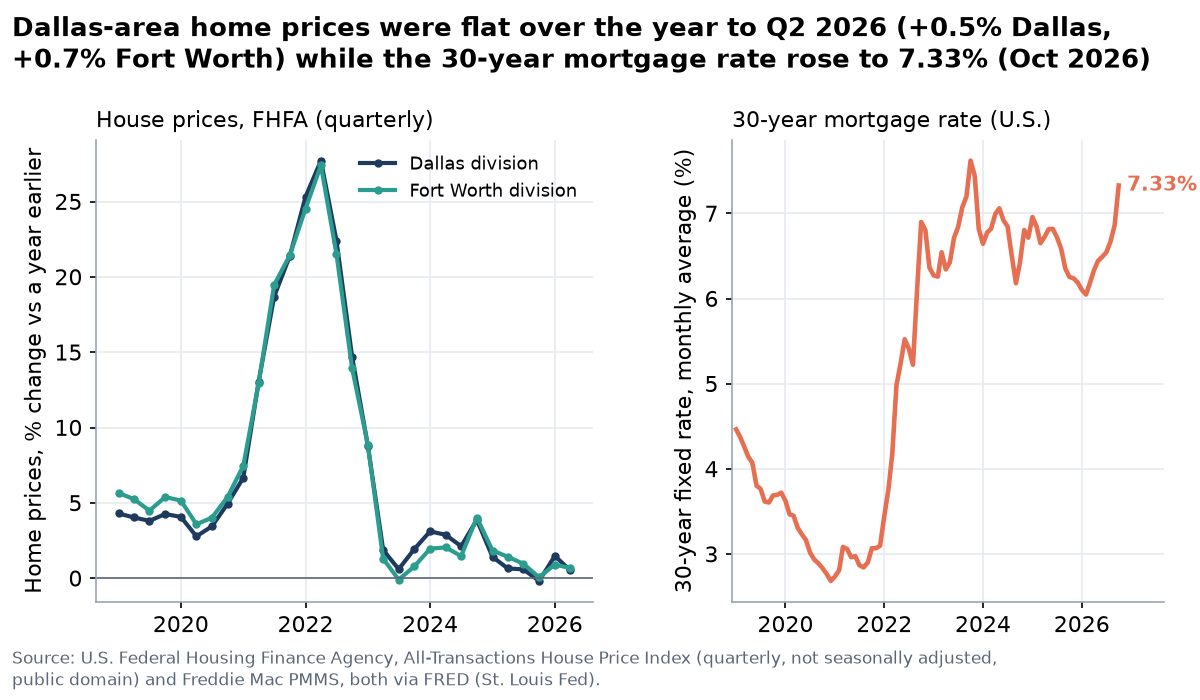 Dallas-area home prices were flat over the year to Q2 2026 (+0.5% Dallas,
+0.7% Fort Worth) while the 30-year mortgage rate rose to 7.33% (Oct 2026)
House prices, FHFA (quarterly)
Home prices, % change vs a year earlier
25
20
15
10
5
0
Dallas division
Fort Worth division
2020
2022
2024
2026
30-year mortgage rate (U.S.)
30-year fixed rate, monthly average (%)
7
6
5
4
3
7.33%
2020
2022
2024
2026
Source: U.S. Federal Housing Finance Agency, All-Transactions House Price Index (quarterly, not seasonally adjusted,
public domain) and Freddie Mac PMMS, both via FRED (St. Louis Fed).